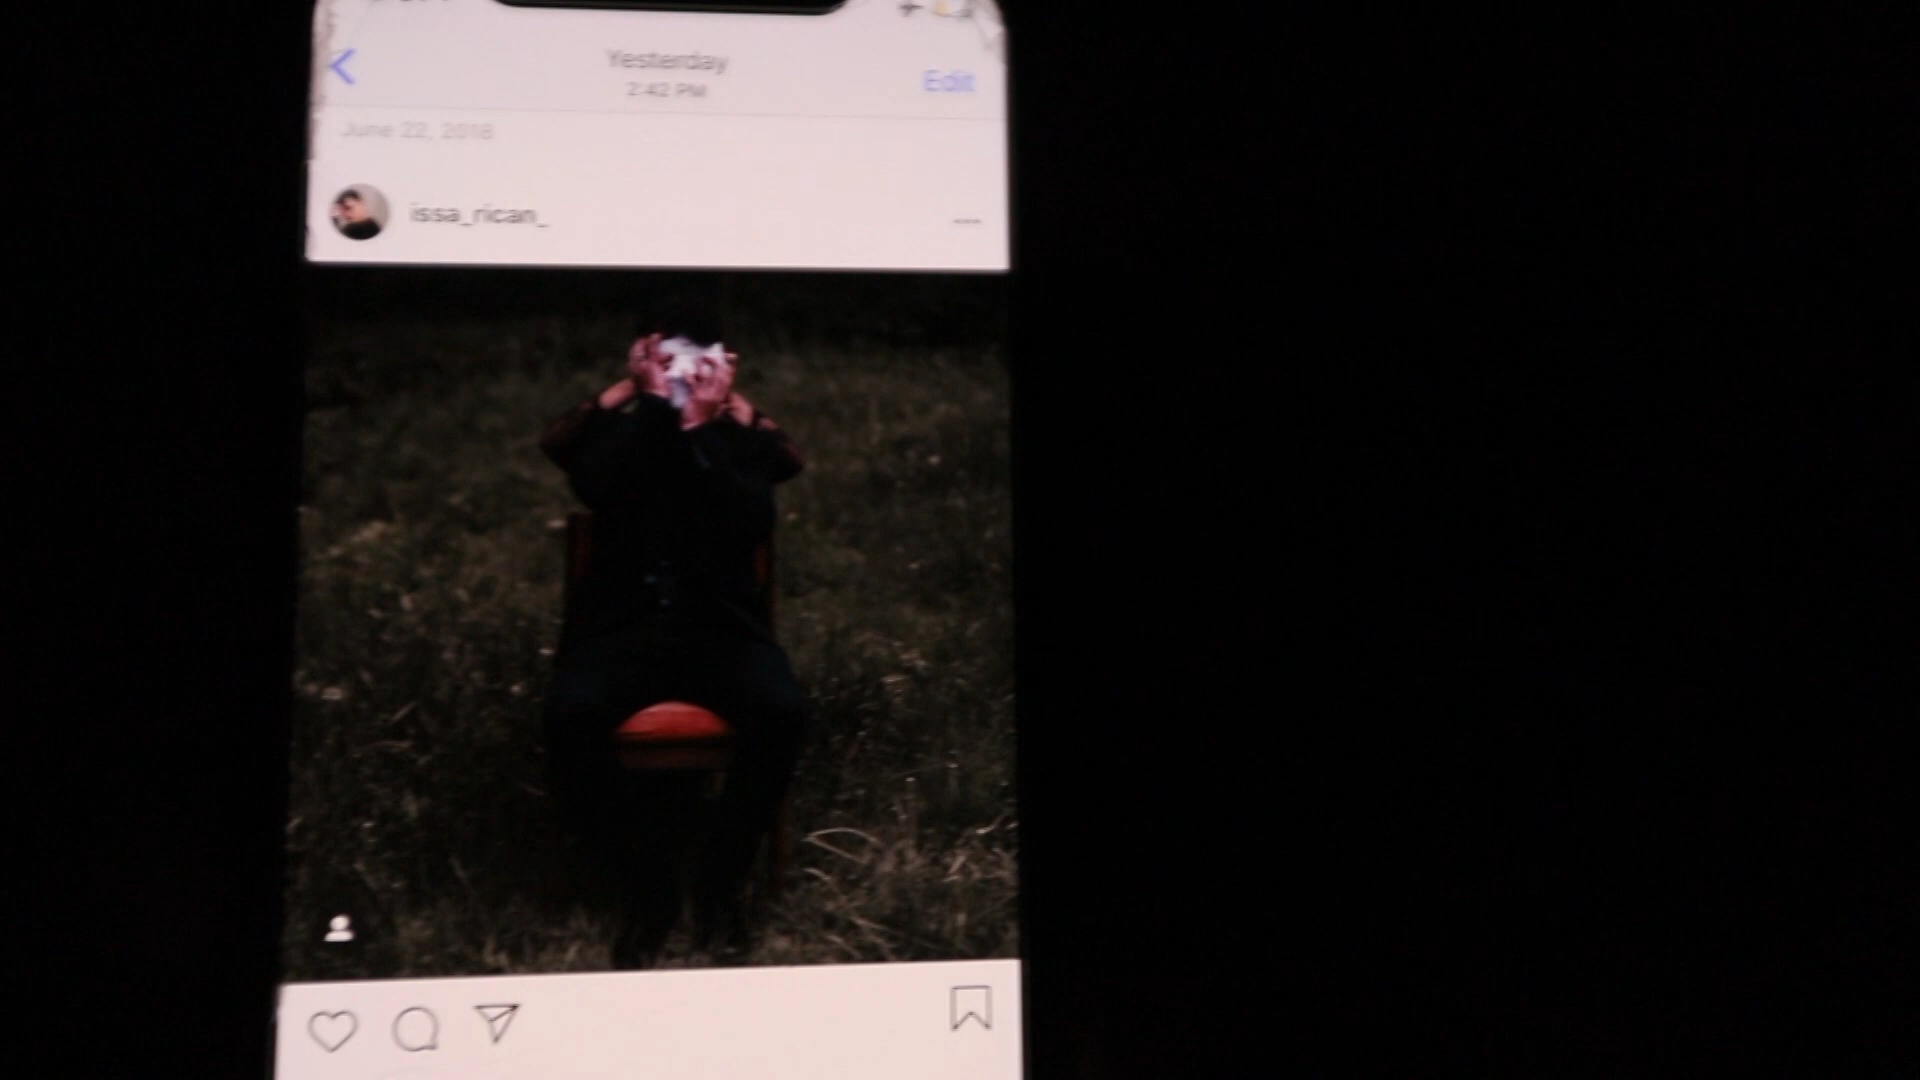 Yesterday
2:42 PM
Edit
June 22, 2018
issa_rican_